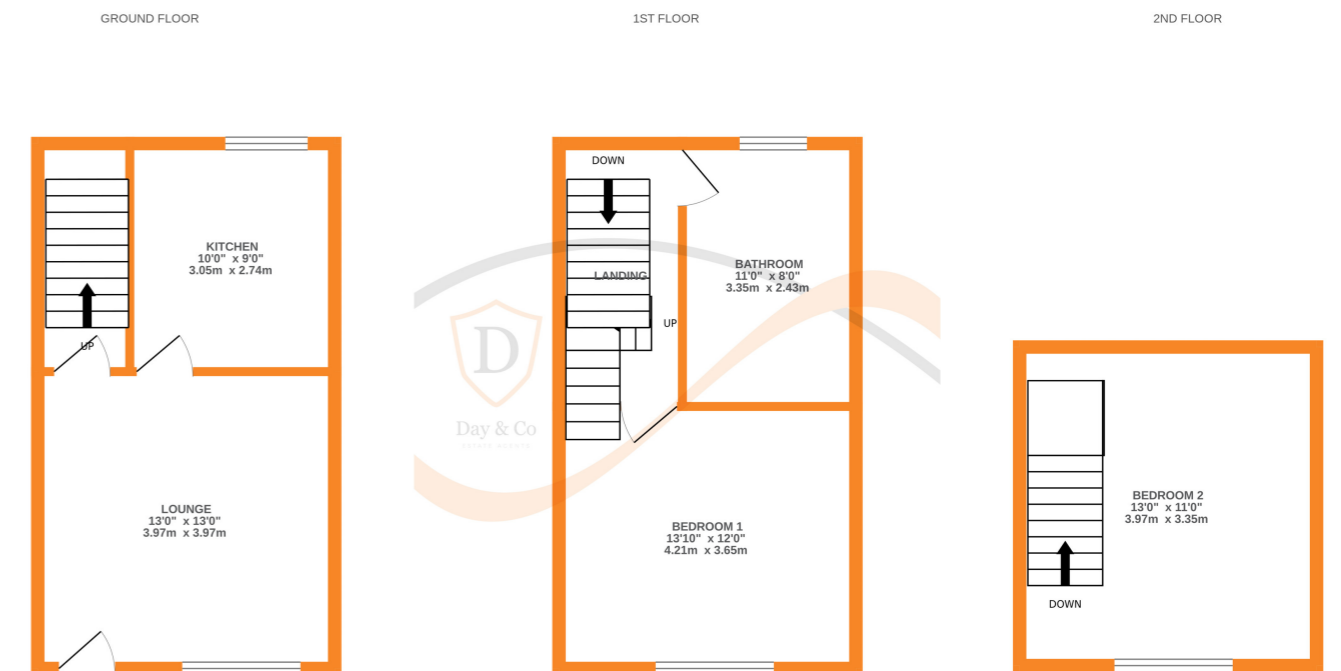 GROUND FLOOR
1ST FLOOR
2ND FLOOR
KITCHEN
10'0" x 9'0"
3.05m x 2.74m
UP
LOUNGE
13'0" x 13'0"
3.97m x 3.97m
DOWN
LANDING
BATHROOM
11'0" x 8'0"
3.35m x 2.43m
UP
D
Day & Co
ESTATE AGENTS
BEDROOM 1
13'10" x 12'0"
4.21m x 3.65m
BEDROOM 2
13'0" x 11'0"
3.97m x 3.35m
DOWN